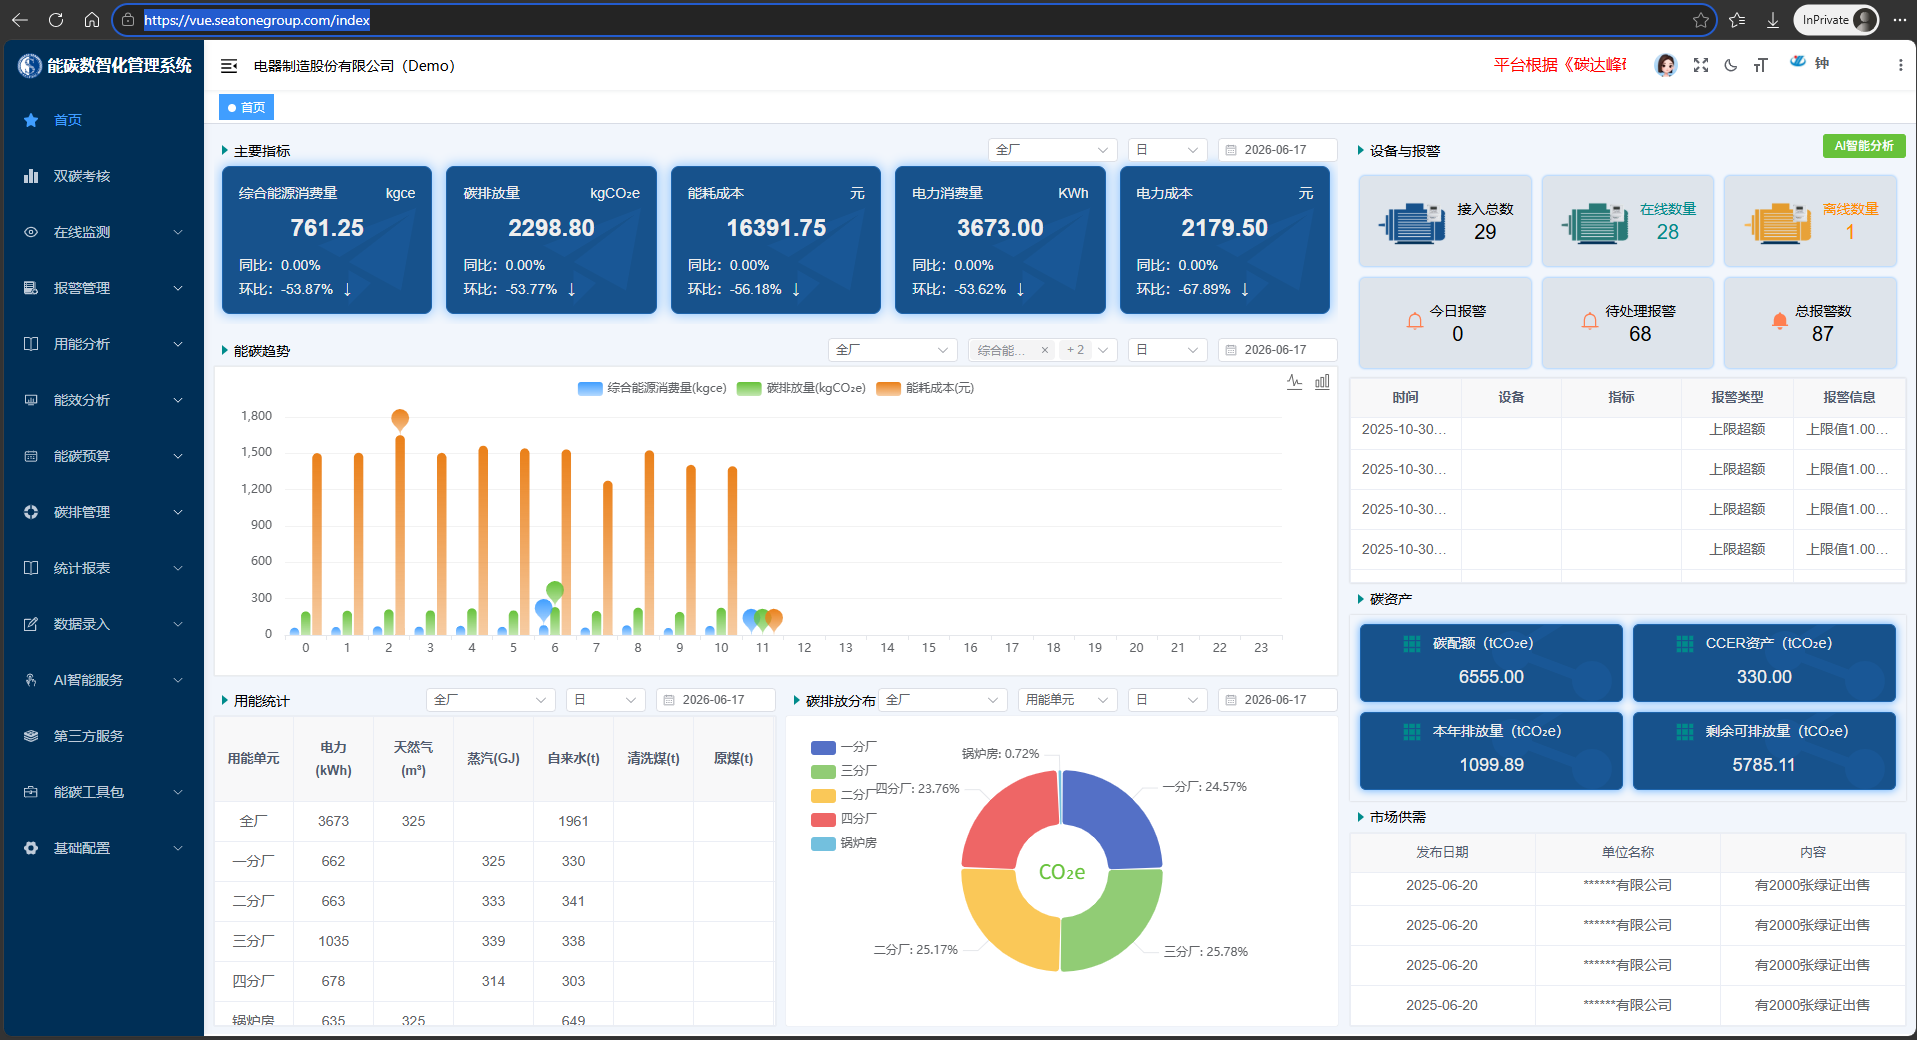 https://vue.seatonegroup.com/index
InPrivate
能碳数智化管理系统
电器制造股份有限公司（Demo）
平台根据《碳达峰
钟
首页
双碳考核
在线监测
报警管理
用能分析
能效分析
能碳预算
碳排管理
统计报表
数据录入
AI智能服务
第三方服务
能碳工具包
基础配置
首页
主要指标
全厂
日
2026-06-17
综合能源消费量 kgce
761.25
同比：0.00%
环比：-53.87% ↓
碳排放量 kgCO₂e
2298.80
同比：0.00%
环比：-53.77% ↓
能耗成本 元
16391.75
同比：0.00%
环比：-56.18% ↓
电力消费量 KWh
3673.00
同比：0.00%
环比：-53.62% ↓
电力成本 元
2179.50
同比：0.00%
环比：-67.89% ↓
能碳趋势
全厂
综合能... × + 2
日
2026-06-17
综合能源消费量(kgce) 碳排放量(kgCO₂e) 能耗成本(元)
1,800
1,500
1,200
900
600
300
0
0 1 2 3 4 5 6 7 8 9 10 11 12 13 14 15 16 17 18 19 20 21 22 23
用能统计
全厂
日
2026-06-17
用能单元 电力(kWh) 天然气(m³) 蒸汽(GJ) 自来水(t) 清洗煤(t) 原煤(t)
全厂 3673 325 1961
一分厂 662 325 330
二分厂 663 333 341
三分厂 1035 339 338
四分厂 678 314 303
锅炉房 635 325 649
碳排放分布
全厂
用能单元
日
2026-06-17
一分厂
三分厂
二分厂
四分厂
锅炉房
锅炉房: 0.72%
四分厂: 23.76%
一分厂: 24.57%
CO₂e
二分厂: 25.17%
三分厂: 25.78%
设备与报警
AI智能分析
接入总数
29
在线数量
28
离线数量
1
今日报警
0
待处理报警
68
总报警数
87
时间 设备 指标 报警类型 报警信息
2025-10-30... 上限超额 上限值1.00...
2025-10-30... 上限超额 上限值1.00...
2025-10-30... 上限超额 上限值1.00...
2025-10-30... 上限超额 上限值1.00...
碳资产
碳配额（tCO₂e）
6555.00
CCER资产（tCO₂e）
330.00
本年排放量（tCO₂e）
1099.89
剩余可排放量（tCO₂e）
5785.11
市场供需
发布日期 单位名称 内容
2025-06-20 ******有限公司 有2000张绿证出售
2025-06-20 ******有限公司 有2000张绿证出售
2025-06-20 ******有限公司 有2000张绿证出售
2025-06-20 ******有限公司 有2000张绿证出售